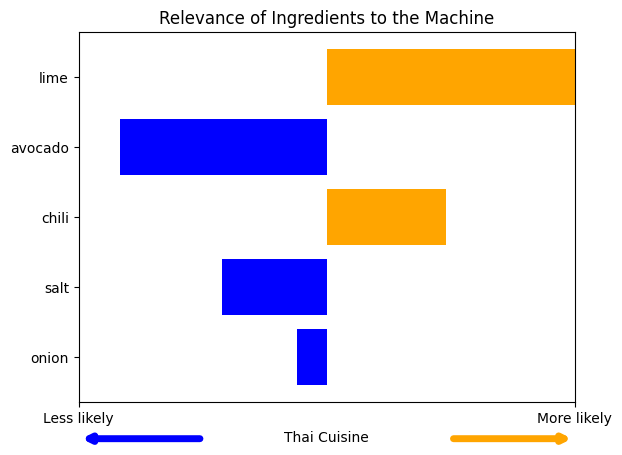 Relevance of Ingredients to the Machine
lime
avocado
chili
salt
onion
Less likely
More likely
Thai Cuisine